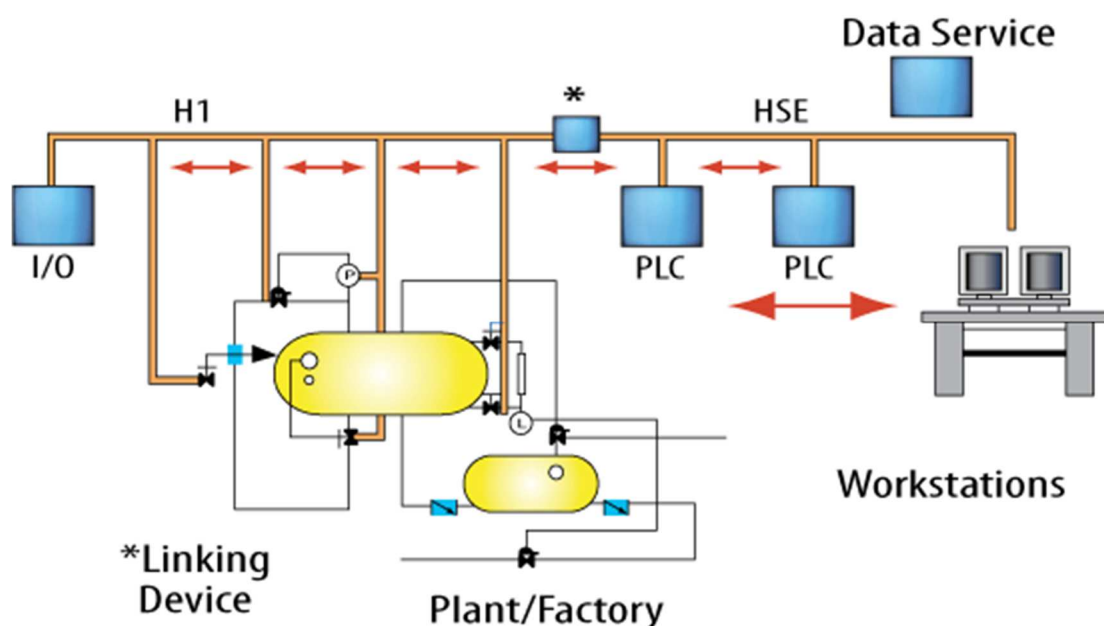 Data Service
*
H1
HSE
I/O
PLC
PLC
P
L
Workstations
*Linking
Device
Plant/Factory